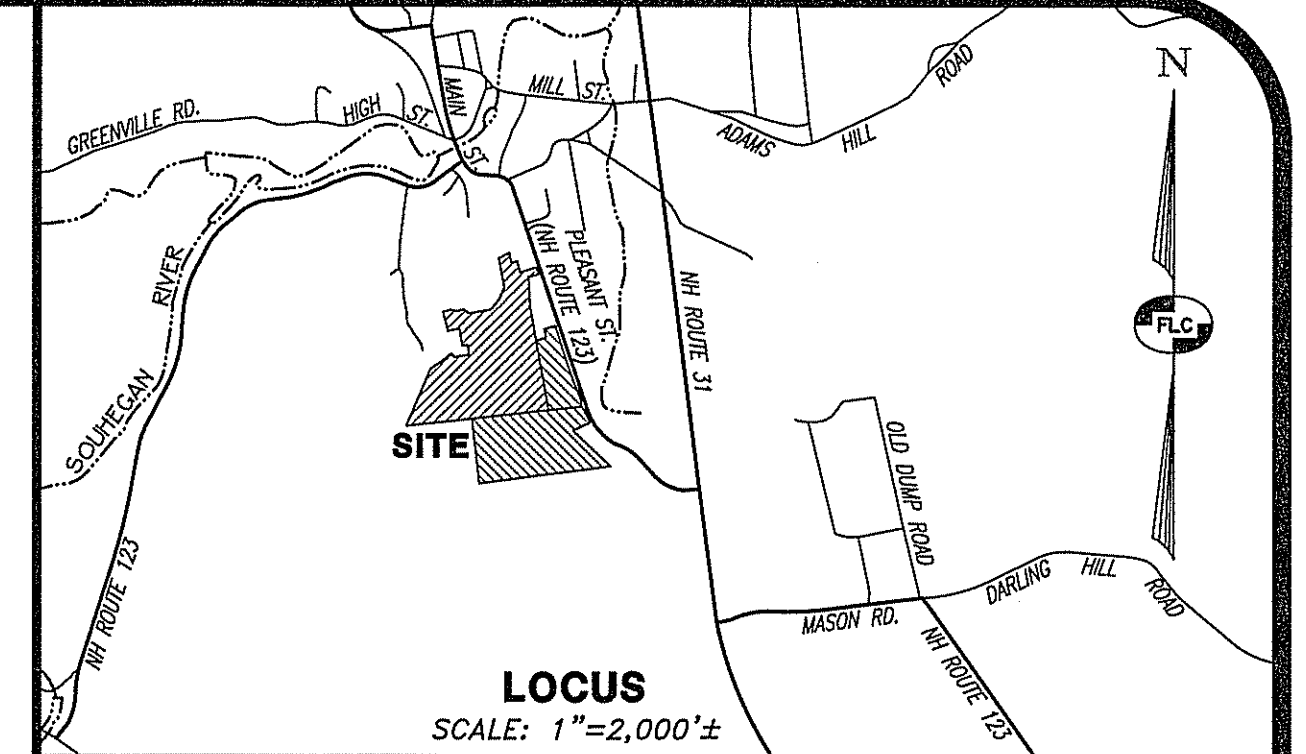 N
ROAD
GREENVILLE RD.
HIGH ST.
MAIN ST.
MILL ST.
ADAMS HILL
SOUHEGAN RIVER
PLEASANT ST.
(NH ROUTE 123)
NH ROUTE 31
FLC
SITE
OLD DUMP ROAD
NH ROUTE 123
DARLING HILL ROAD
MASON RD.
NH ROUTE 123
LOCUS
SCALE: 1"=2,000'±